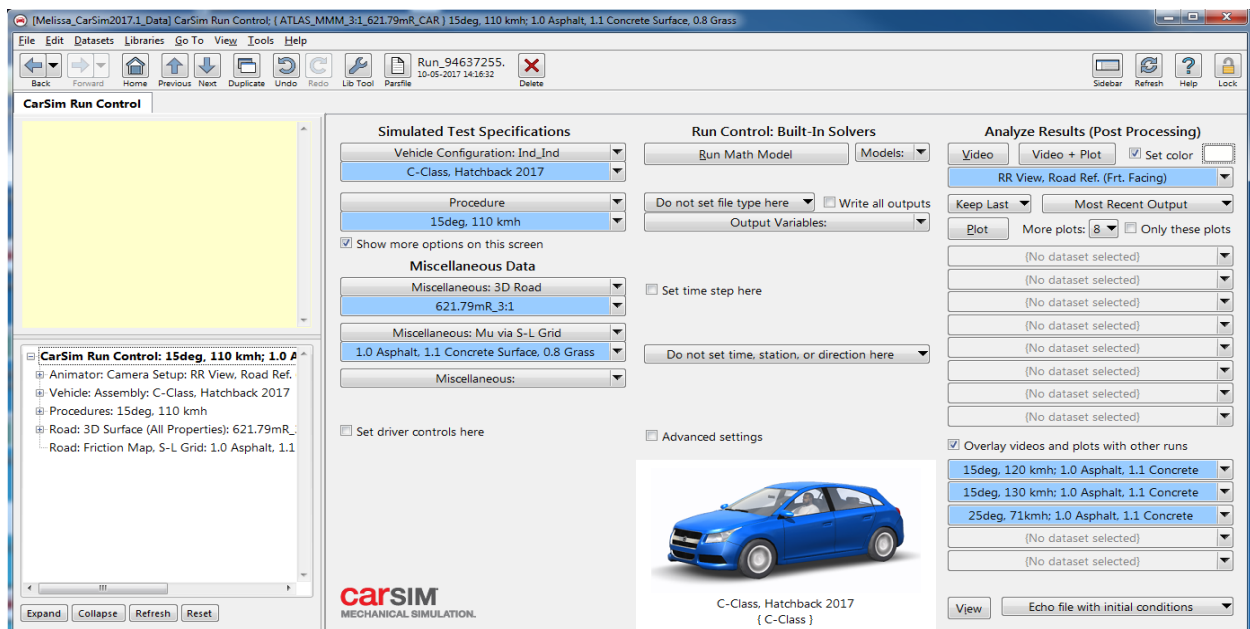 [Melissa_CarSim2017.1_Data] CarSim Run Control; { ATLAS_MMM_3:1_621.79mR_CAR } 15deg, 110 kmh; 1.0 Asphalt, 1.1 Concrete Surface, 0.8 Grass
File Edit Datasets Libraries Go To View Tools Help
Back Forward Home Previous Next Duplicate Undo Redo Lib Tool Parsfile Run_94637255. 10-05-2017 14:16:32 Delete Sidebar Refresh Help Lock
CarSim Run Control
CarSim Run Control: 15deg, 110 kmh; 1.0 A
Animator: Camera Setup: RR View, Road Ref.
Vehicle: Assembly: C-Class, Hatchback 2017
Procedures: 15deg, 110 kmh
Road: 3D Surface (All Properties): 621.79mR_
Road: Friction Map, S-L Grid: 1.0 Asphalt, 1.1
Expand Collapse Refresh Reset
Simulated Test Specifications
Vehicle Configuration: Ind_Ind
C-Class, Hatchback 2017
Procedure
15deg, 110 kmh
Show more options on this screen
Miscellaneous Data
Miscellaneous: 3D Road
621.79mR_3:1
Miscellaneous: Mu via S-L Grid
1.0 Asphalt, 1.1 Concrete Surface, 0.8 Grass
Miscellaneous:
Set driver controls here
carSIM
MECHANICAL SIMULATION.
Run Control: Built-In Solvers
Run Math Model Models:
Do not set file type here Write all outputs
Output Variables:
Set time step here
Do not set time, station, or direction here
Advanced settings
C-Class, Hatchback 2017
{ C-Class }
Analyze Results (Post Processing)
Video Video + Plot Set color
RR View, Road Ref. (Frt. Facing)
Keep Last Most Recent Output
Plot More plots: 8 Only these plots
{No dataset selected}
{No dataset selected}
{No dataset selected}
{No dataset selected}
{No dataset selected}
{No dataset selected}
{No dataset selected}
{No dataset selected}
Overlay videos and plots with other runs
15deg, 120 kmh; 1.0 Asphalt, 1.1 Concrete
15deg, 130 kmh; 1.0 Asphalt, 1.1 Concrete
25deg, 71kmh; 1.0 Asphalt, 1.1 Concrete
{No dataset selected}
{No dataset selected}
View Echo file with initial conditions